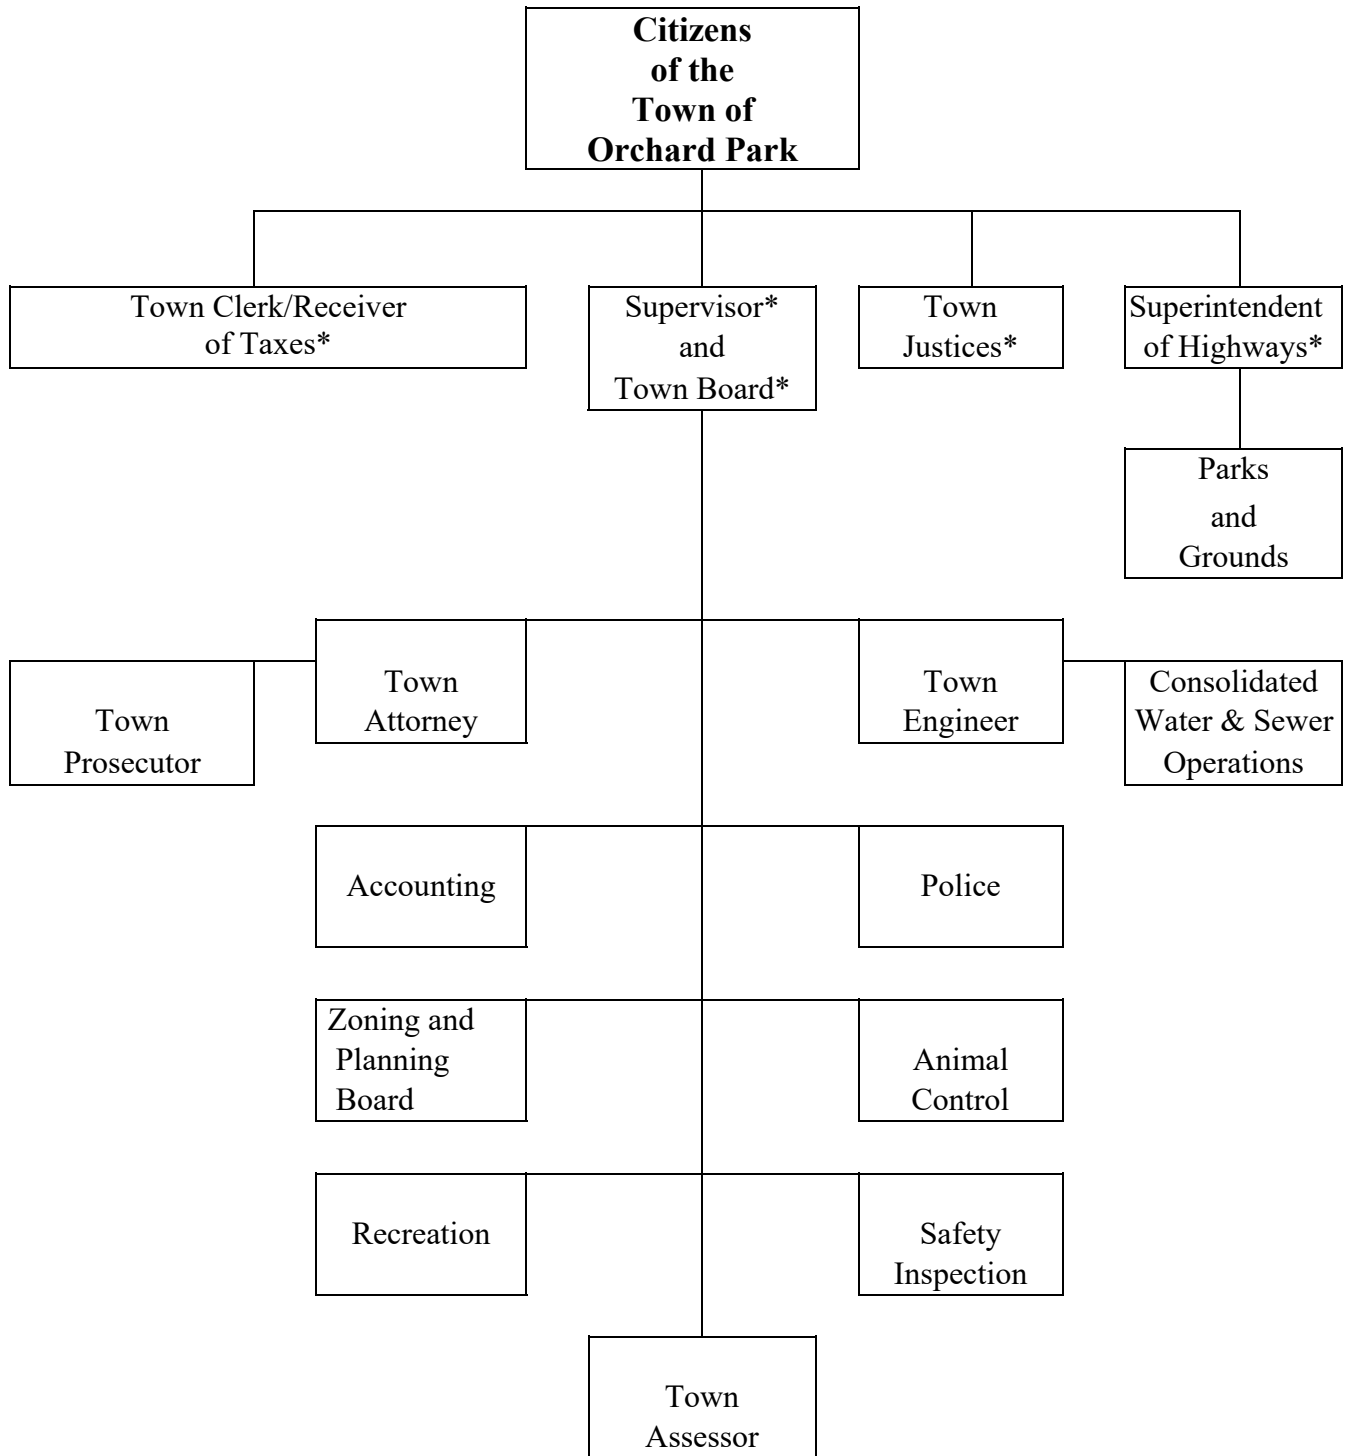 Citizens
of the
Town of
Orchard Park
Town Clerk/Receiver
of Taxes*
Supervisor*
and
Town Board*
Town
Justices*
Superintendent
of Highways*
Parks
and
Grounds
Town
Prosecutor
Town
Attorney
Town
Engineer
Consolidated
Water & Sewer
Operations
Accounting
Police
Zoning and
Planning
Board
Animal
Control
Recreation
Safety
Inspection
Town
Assessor